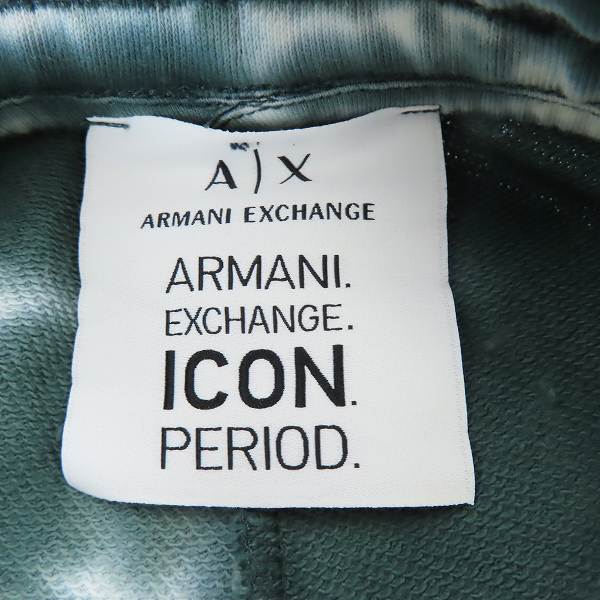 A)X
ARMANI EXCHANGE
ARMANI.
EXCHANGE.
ICON.
PERIOD.